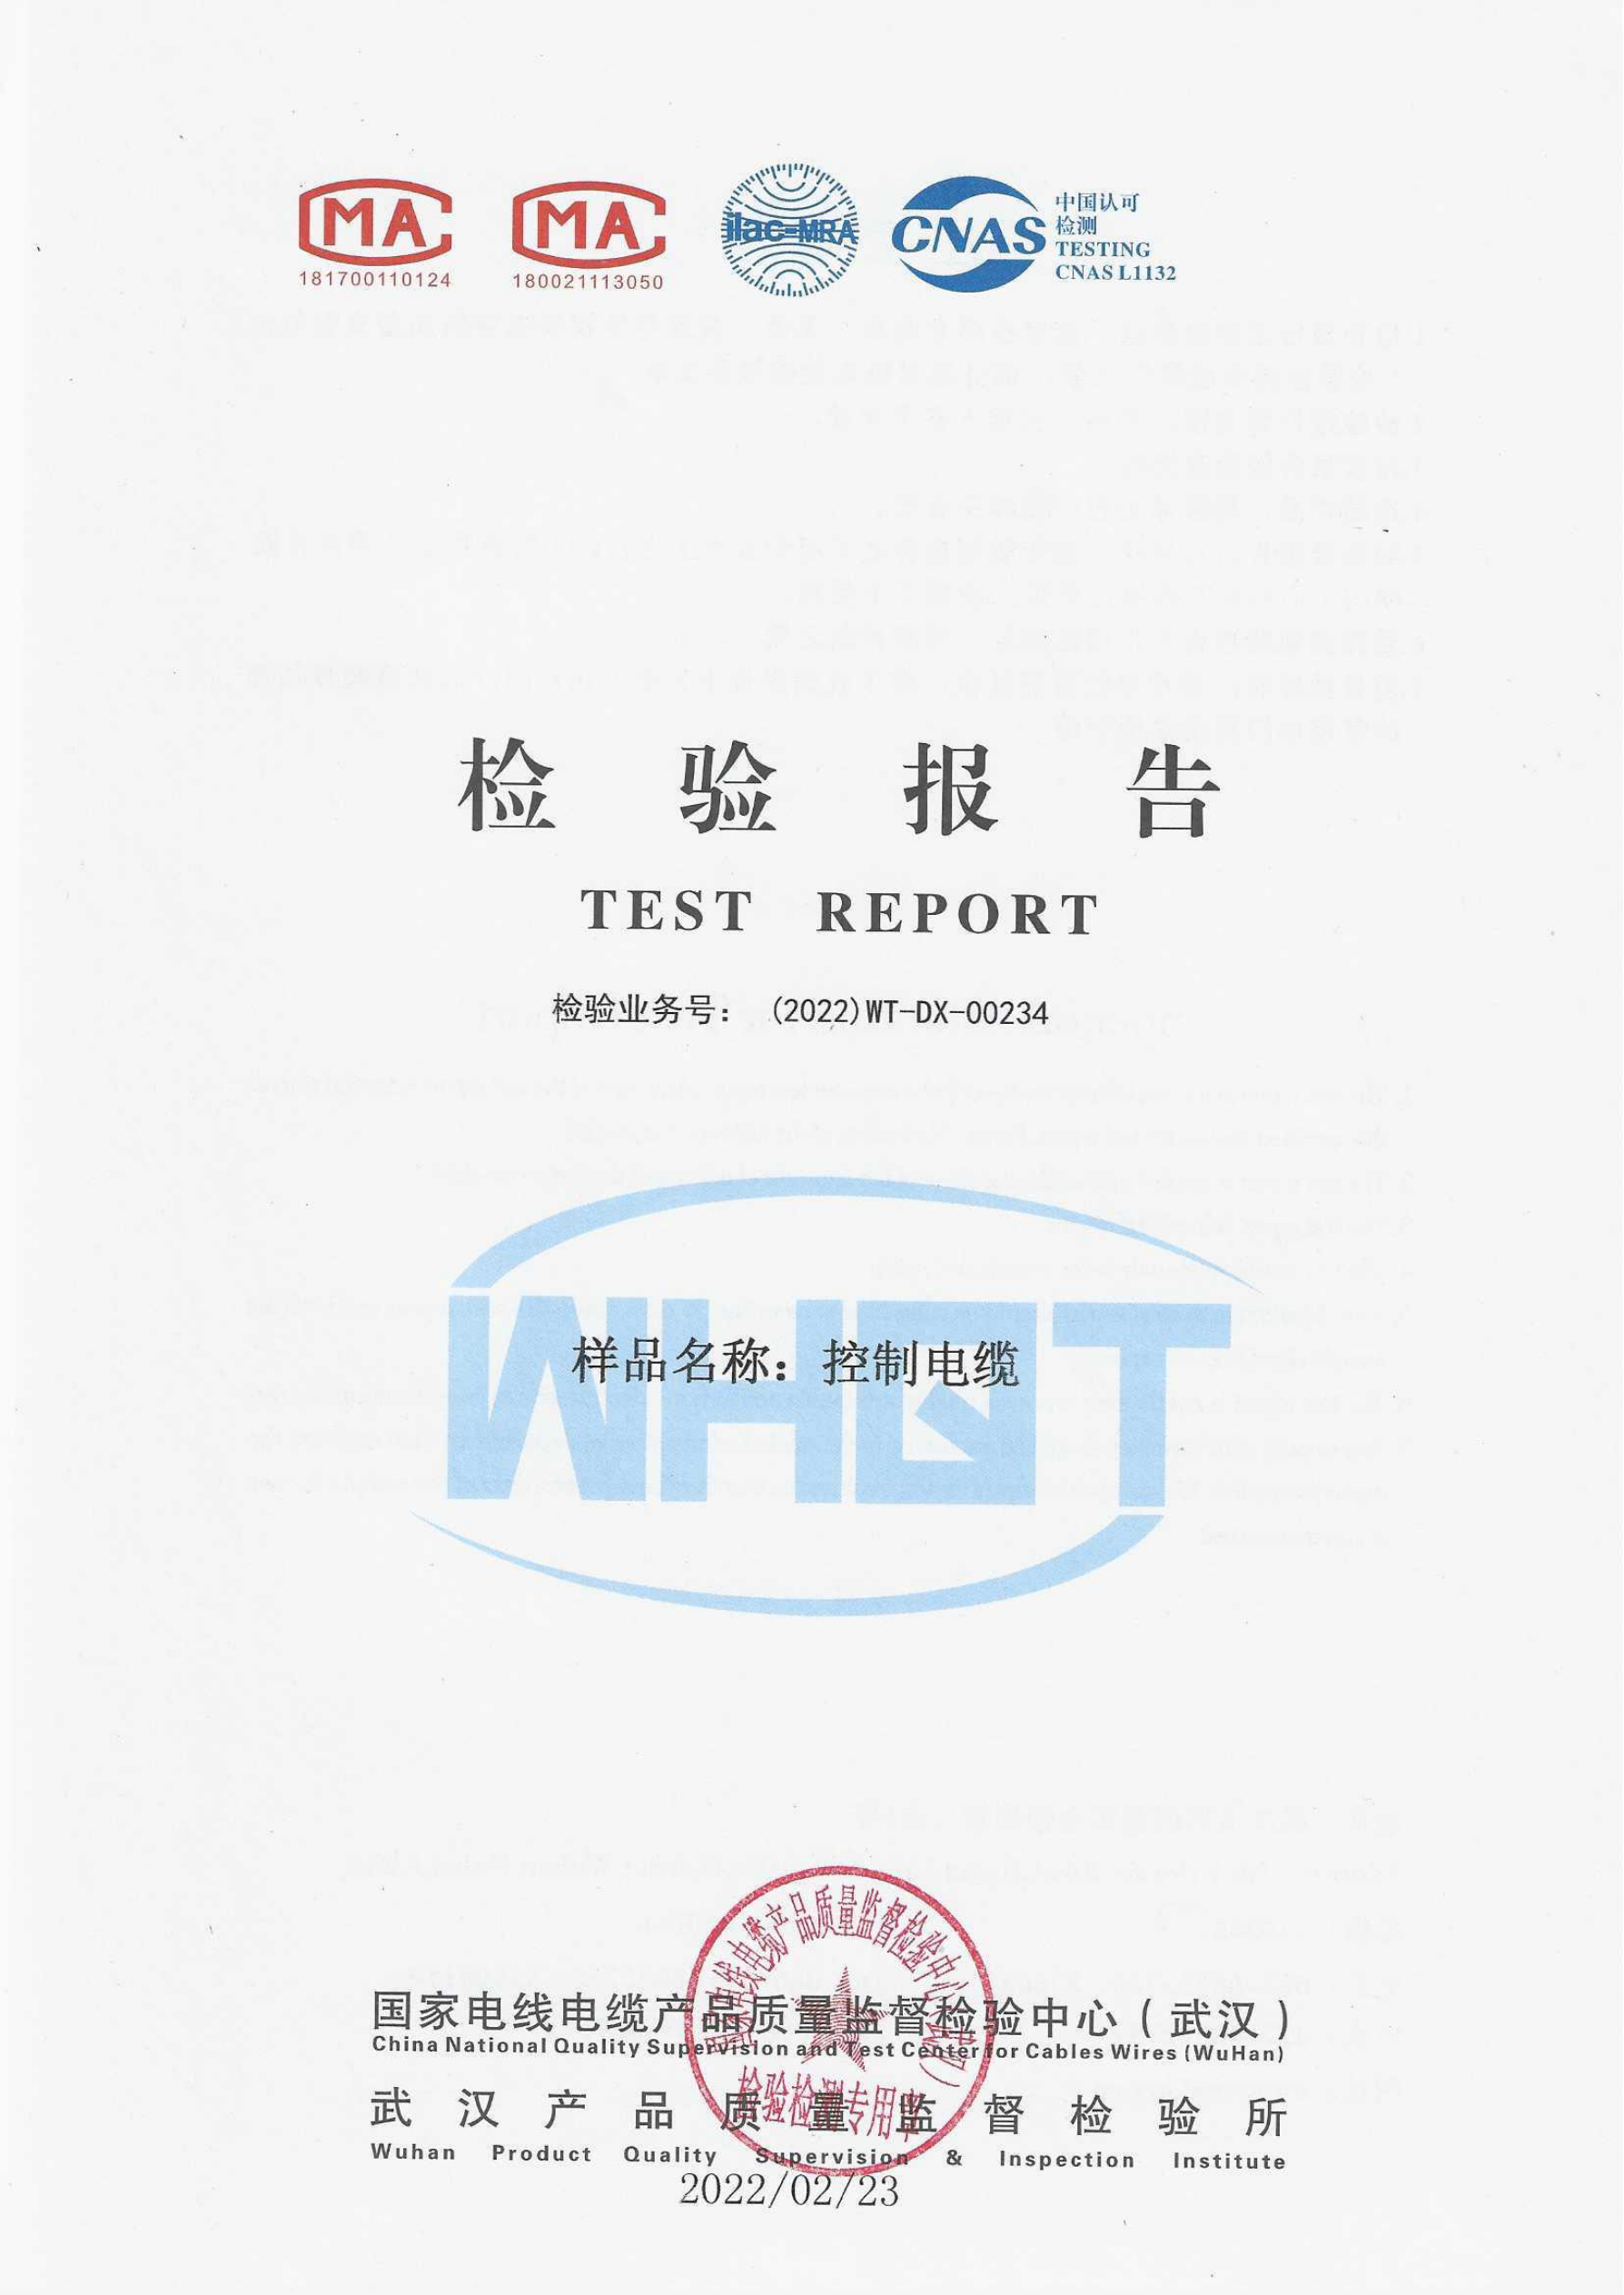 MA
181700110124
MA
180021113050
ilac-MRA
CNAS
中国认可
检测
TESTING
CNAS L1132
检验报告
TEST REPORT
检验业务号： (2022)WT-DX-00234
WHQT
样品名称：控制电缆
国家电线电缆产品质量监督检验中心（武汉）
检验检测专用章
国家电线电缆产品质量监督检验中心（武汉）
China National Quality Supervision and Test Center for Cables Wires (WuHan)
武汉产品质量监督检验所
Wuhan Product Quality Supervision & Inspection Institute
2022/02/23